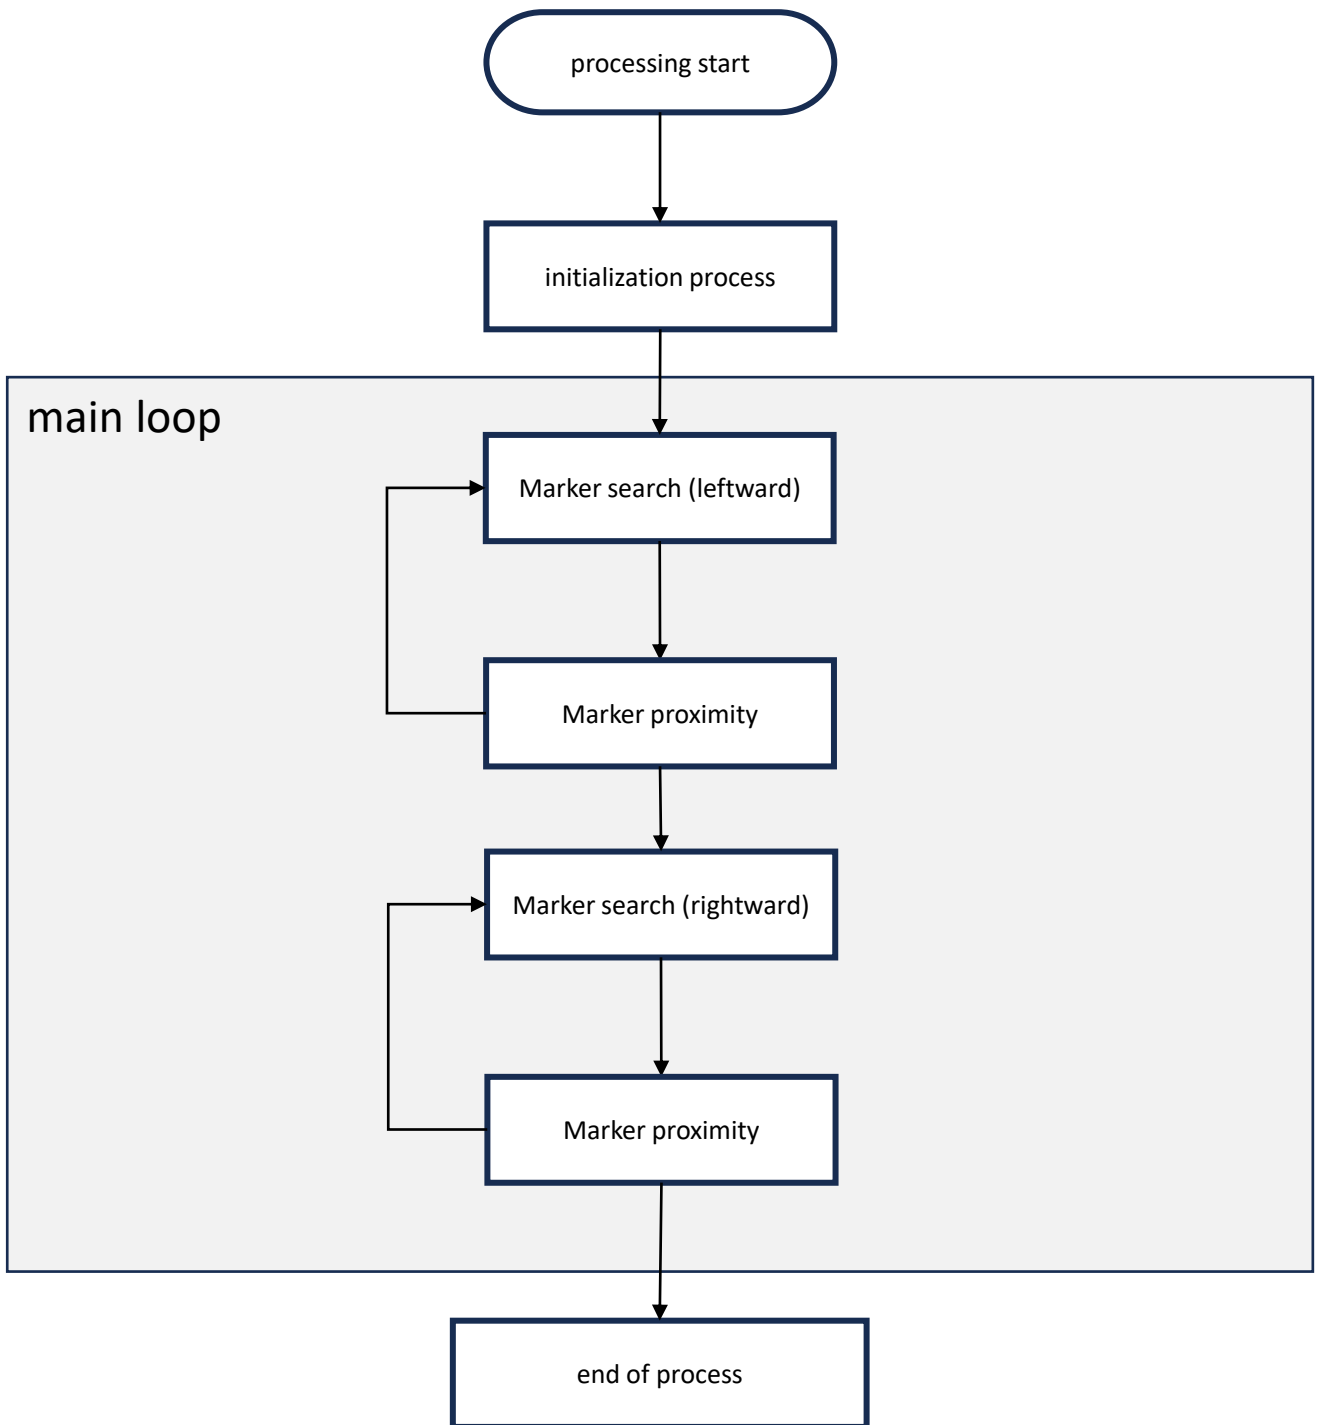 processing start
initialization process
main loop
Marker search (leftward)
Marker proximity
Marker search (rightward)
Marker proximity
end of process